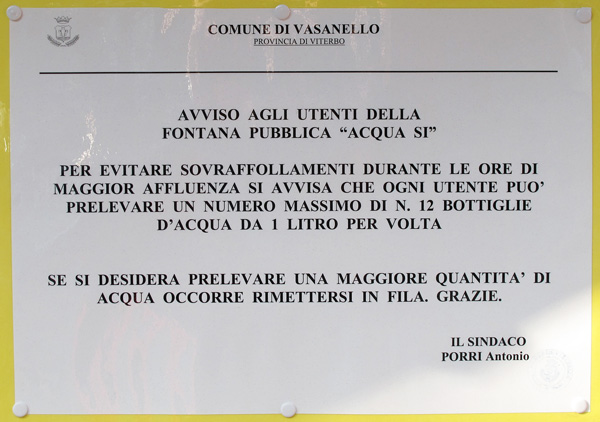 COMUNE DI VASANELLO
PROVINCIA DI VITERBO
AVVISO AGLI UTENTI DELLA
FONTANA PUBBLICA “ACQUA SI”
PER EVITARE SOVRAFFOLLAMENTI DURANTE LE ORE DI
MAGGIOR AFFLUENZA SI AVVISA CHE OGNI UTENTE PUO’
PRELEVARE UN NUMERO MASSIMO DI N. 12 BOTTIGLIE
D’ACQUA DA 1 LITRO PER VOLTA
SE SI DESIDERA PRELEVARE UNA MAGGIORE QUANTITA’ DI
ACQUA OCCORRE RIMETTERSI IN FILA. GRAZIE.
IL SINDACO
PORRI Antonio